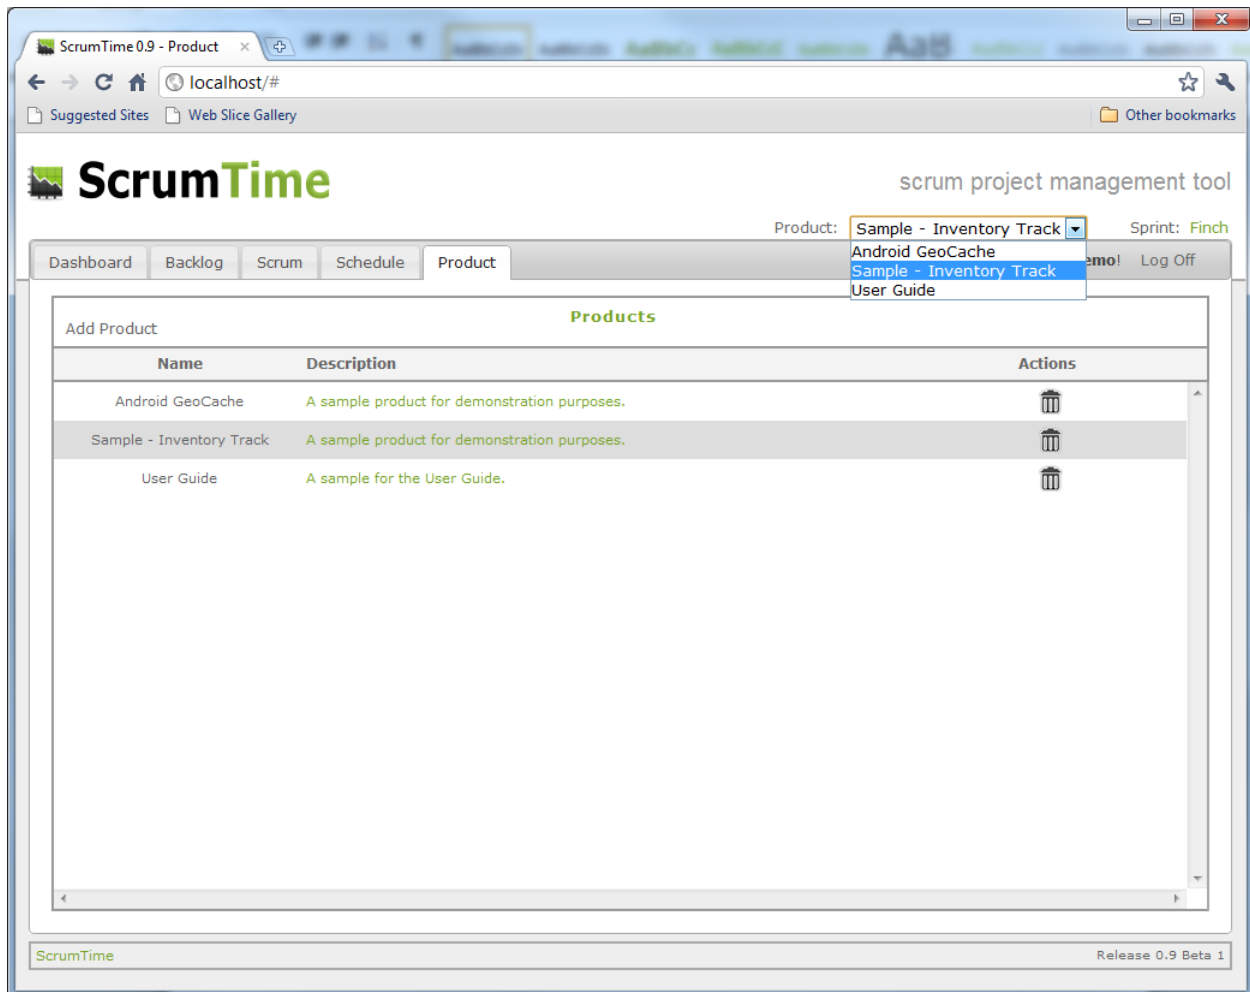 ScrumTime 0.9 - Product
localhost/#
Suggested Sites Web Slice Gallery Other bookmarks
ScrumTime
scrum project management tool
Product: Sample - Inventory Track Sprint: Finch
Android GeoCache
Sample - Inventory Track
User Guide
Dashboard Backlog Scrum Schedule Product emo! Log Off
Products
Add Product
Name Description Actions
Android GeoCache A sample product for demonstration purposes.
Sample - Inventory Track A sample product for demonstration purposes.
User Guide A sample for the User Guide.
ScrumTime Release 0.9 Beta 1